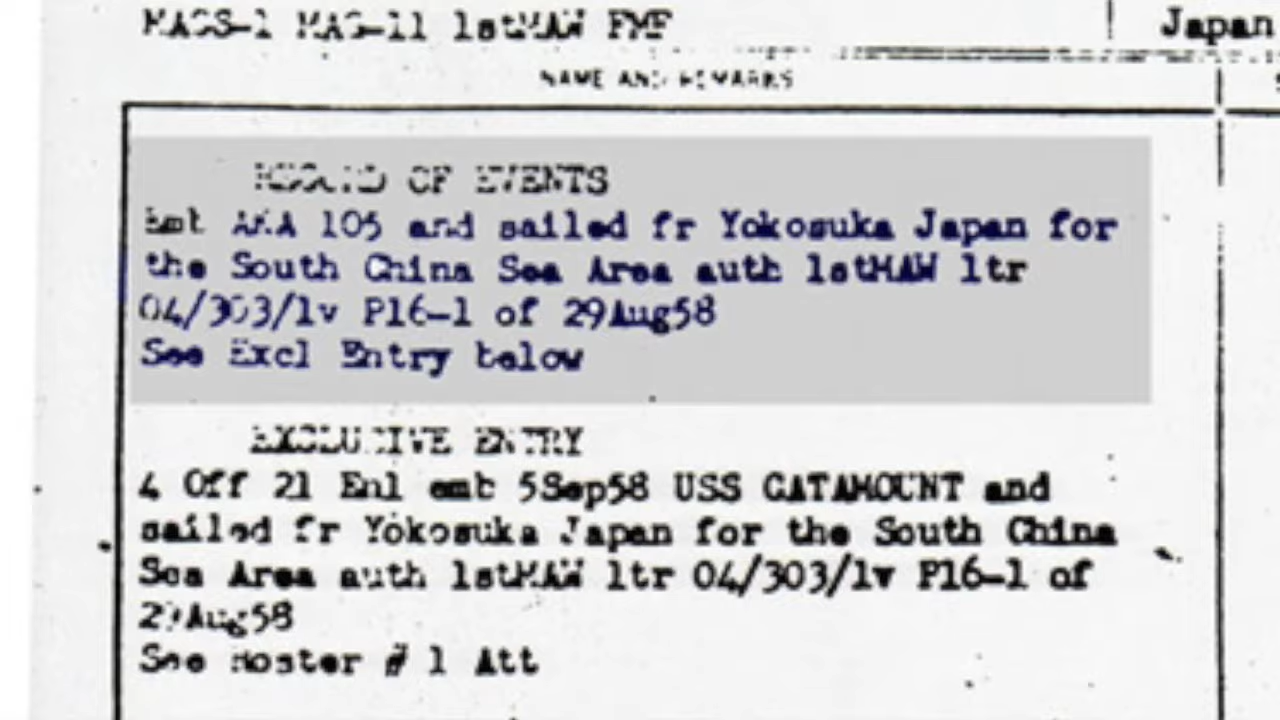 MACS-1 MAG-11 1stMAW FMF
Japan
NAME AND REMARKS
RECORD OF EVENTS
Emb AKA 105 and sailed fr Yokosuka Japan for
the South China Sea Area auth 1stMAW ltr
04/303/1v P16-1 of 29Aug58
See Excl Entry below
EXCLUSIVE ENTRY
4 Off 21 Enl emb 5Sep58 USS CATAMOUNT and
sailed fr Yokosuka Japan for the South China
Sea Area auth 1stMAW ltr 04/303/1v P16-1 of
29Aug58
See Roster # 1 Att